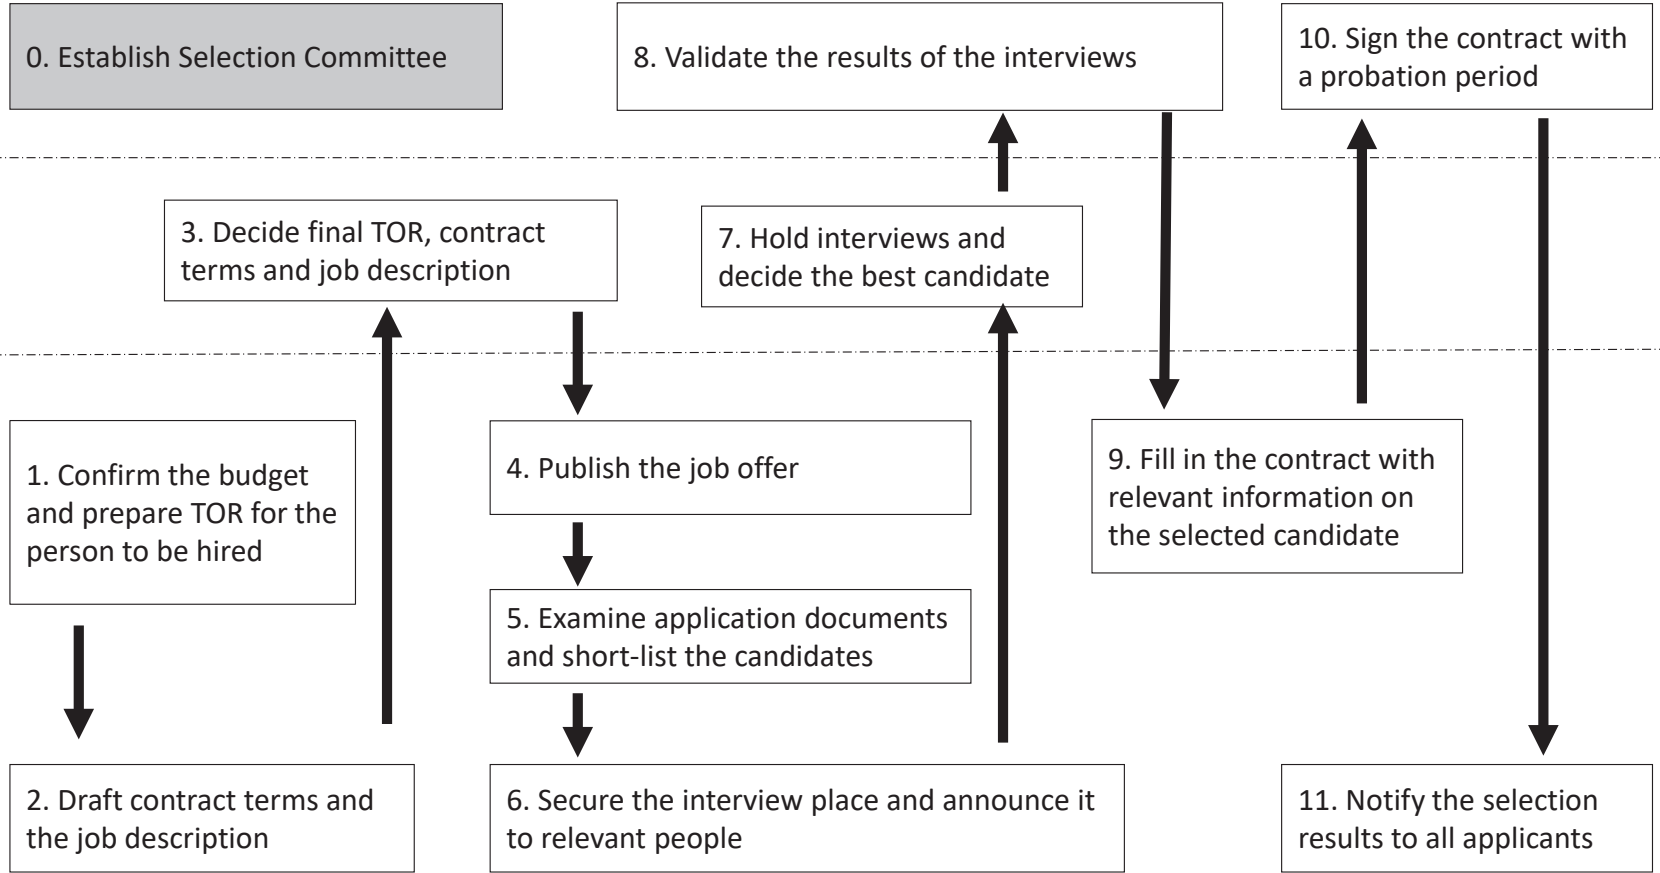 0. Establish Selection Committee
8. Validate the results of the interviews
10. Sign the contract with
a probation period
3. Decide final TOR, contract
terms and job description
7. Hold interviews and
decide the best candidate
1. Confirm the budget
and prepare TOR for the
person to be hired
4. Publish the job offer
9. Fill in the contract with
relevant information on
the selected candidate
5. Examine application documents
and short-list the candidates
2. Draft contract terms and
the job description
6. Secure the interview place and announce it
to relevant people
11. Notify the selection
results to all applicants